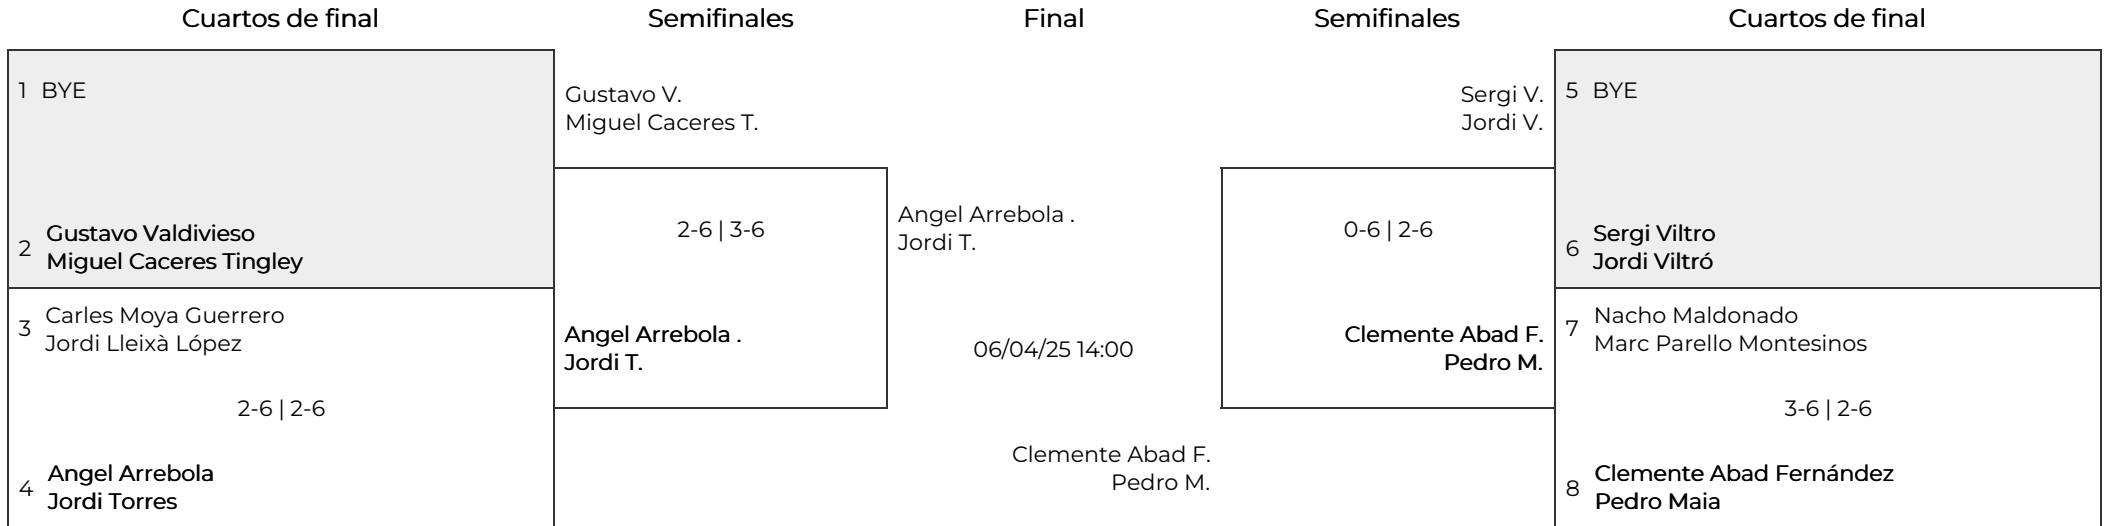 Cuartos de final
Semifinales
Final
Semifinales
Cuartos de final
1 BYE
2 Gustavo Valdivieso
Miguel Caceres Tingley
3 Carles Moya Guerrero
Jordi Lleixà López
2-6 | 2-6
4 Angel Arrebola
Jordi Torres
Gustavo V.
Miguel Caceres T.
2-6 | 3-6
Angel Arrebola .
Jordi T.
Angel Arrebola .
Jordi T.
06/04/25 14:00
Clemente Abad F.
Pedro M.
Sergi V.
Jordi V.
0-6 | 2-6
Clemente Abad F.
Pedro M.
5 BYE
6 Sergi Viltro
Jordi Viltró
7 Nacho Maldonado
Marc Parello Montesinos
3-6 | 2-6
8 Clemente Abad Fernández
Pedro Maia